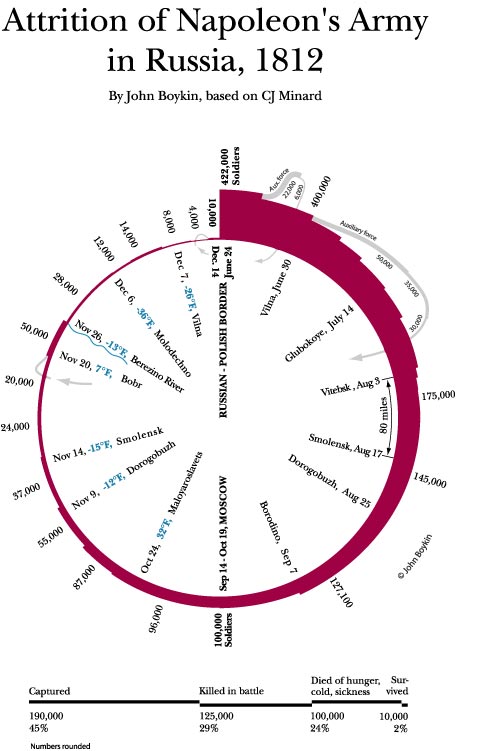 Attrition of Napoleon's Army
in Russia, 1812
By John Boykin, based on CJ Minard
422,000
Soldiers
Aux. force
22,000
6,000
400,000
Auxiliary force
50,000
35,000
30,000
175,000
145,000
127,100
100,000
Soldiers
96,000
87,000
55,000
37,000
24,000
20,000
50,000
28,000
12,000
14,000
8,000
4,000
10,000
RUSSIAN - POLISH BORDER
June 24
14 Dec.
Vilna, June 30
Glubokoye, July 14
Vitebsk, Aug 3
80 miles
Smolensk, Aug 17
Dorogobuzh, Aug 25
Borodino, Sep 7
Sep 14 - Oct 19, MOSCOW
Oct 24, 32°F, Maloyaroslavets
Nov 9, -12°F, Dorogobuzh
Nov 14, -15°F, Smolensk
Nov 20, 7°F, Bobr
Nov 26, -13°F, Berezino River
Dec 6, -36°F, Molodechno
Dec 7, -26°F, Vilna
© John Boykin
Captured
190,000
45%
Killed in battle
125,000
29%
Died of hunger,
cold, sickness
100,000
24%
Sur-
vived
10,000
2%
Numbers rounded